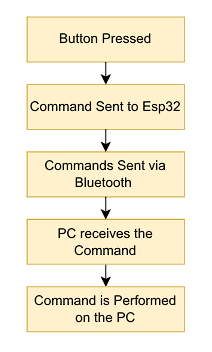 Button Pressed
Command Sent to Esp32
Commands Sent via
Bluetooth
PC receives the
Command
Command is Performed
on the PC